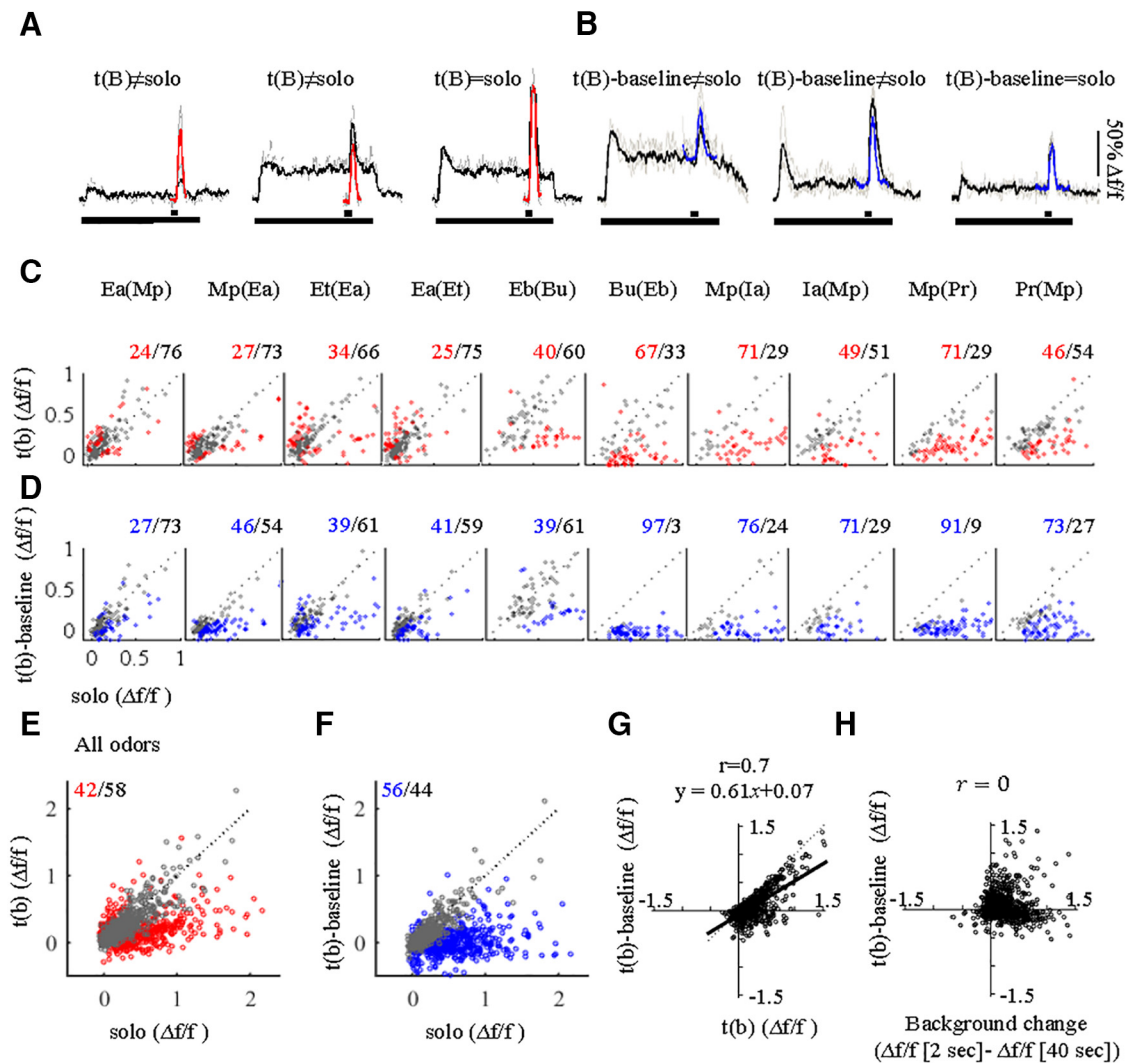 A
B
t(B)≠solo
t(B)≠solo
t(B)=solo
t(B)-baseline≠solo
t(B)-baseline≠solo
t(B)-baseline=solo
50% Δf/f
C
Ea(Mp)
Mp(Ea)
Et(Ea)
Ea(Et)
Eb(Bu)
Bu(Eb)
Mp(Ia)
Ia(Mp)
Mp(Pr)
Pr(Mp)
24/76
27/73
34/66
25/75
40/60
67/33
71/29
49/51
71/29
46/54
t(b) (Δf/f)
1
0.5
0
D
27/73
46/54
39/61
41/59
39/61
97/3
76/24
71/29
91/9
73/27
t(b)-baseline (Δf/f)
1
0.5
0
0 0.5 1
solo (Δf/f )
E
All odors
42/58
t(b) (Δf/f )
2
1
0
0 1 2
solo (Δf/f )
F
56/44
t(b)-baseline (Δf/f )
2
1
0
0 1 2
solo (Δf/f )
G
r=0.7
y = 0.61x+0.07
t(b)-baseline (Δf/f )
1.5
-1.5
1.5
-1.5
t(b) (Δf/f )
H
r = 0
t(b)-baseline (Δf/f )
1.5
-1.5
1.5
-1.5
Background change
(Δf/f [2 sec]- Δf/f [40 sec])